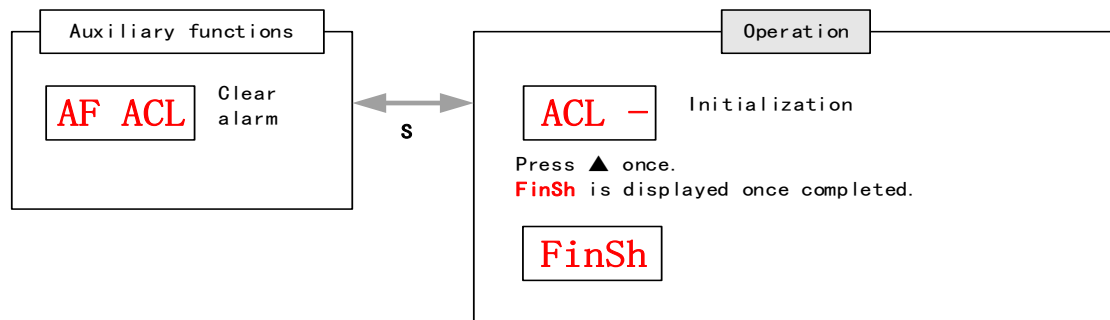 Auxiliary functions
AF ACL
Clear
alarm
S
Operation
ACL -
Initialization
Press ▲ once.
FinSh is displayed once completed.
FinSh